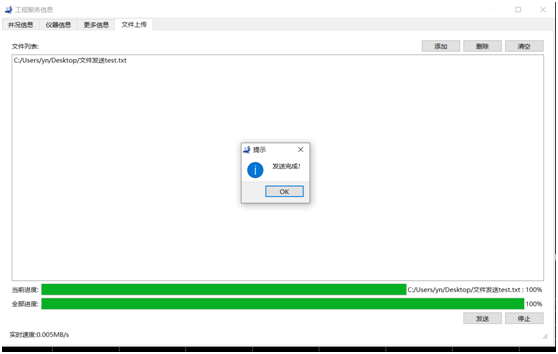 工程服务信息
井况信息 仪器信息 更多信息 文件上传
文件列表: 添加 删除 清空
C:/Users/yn/Desktop/文件发送test.txt
提示
发送完成!
OK
当前进度: C:/Users/yn/Desktop/文件发送test.txt : 100%
全部进度: 100%
发送 停止
实时速度:0.005MB/s